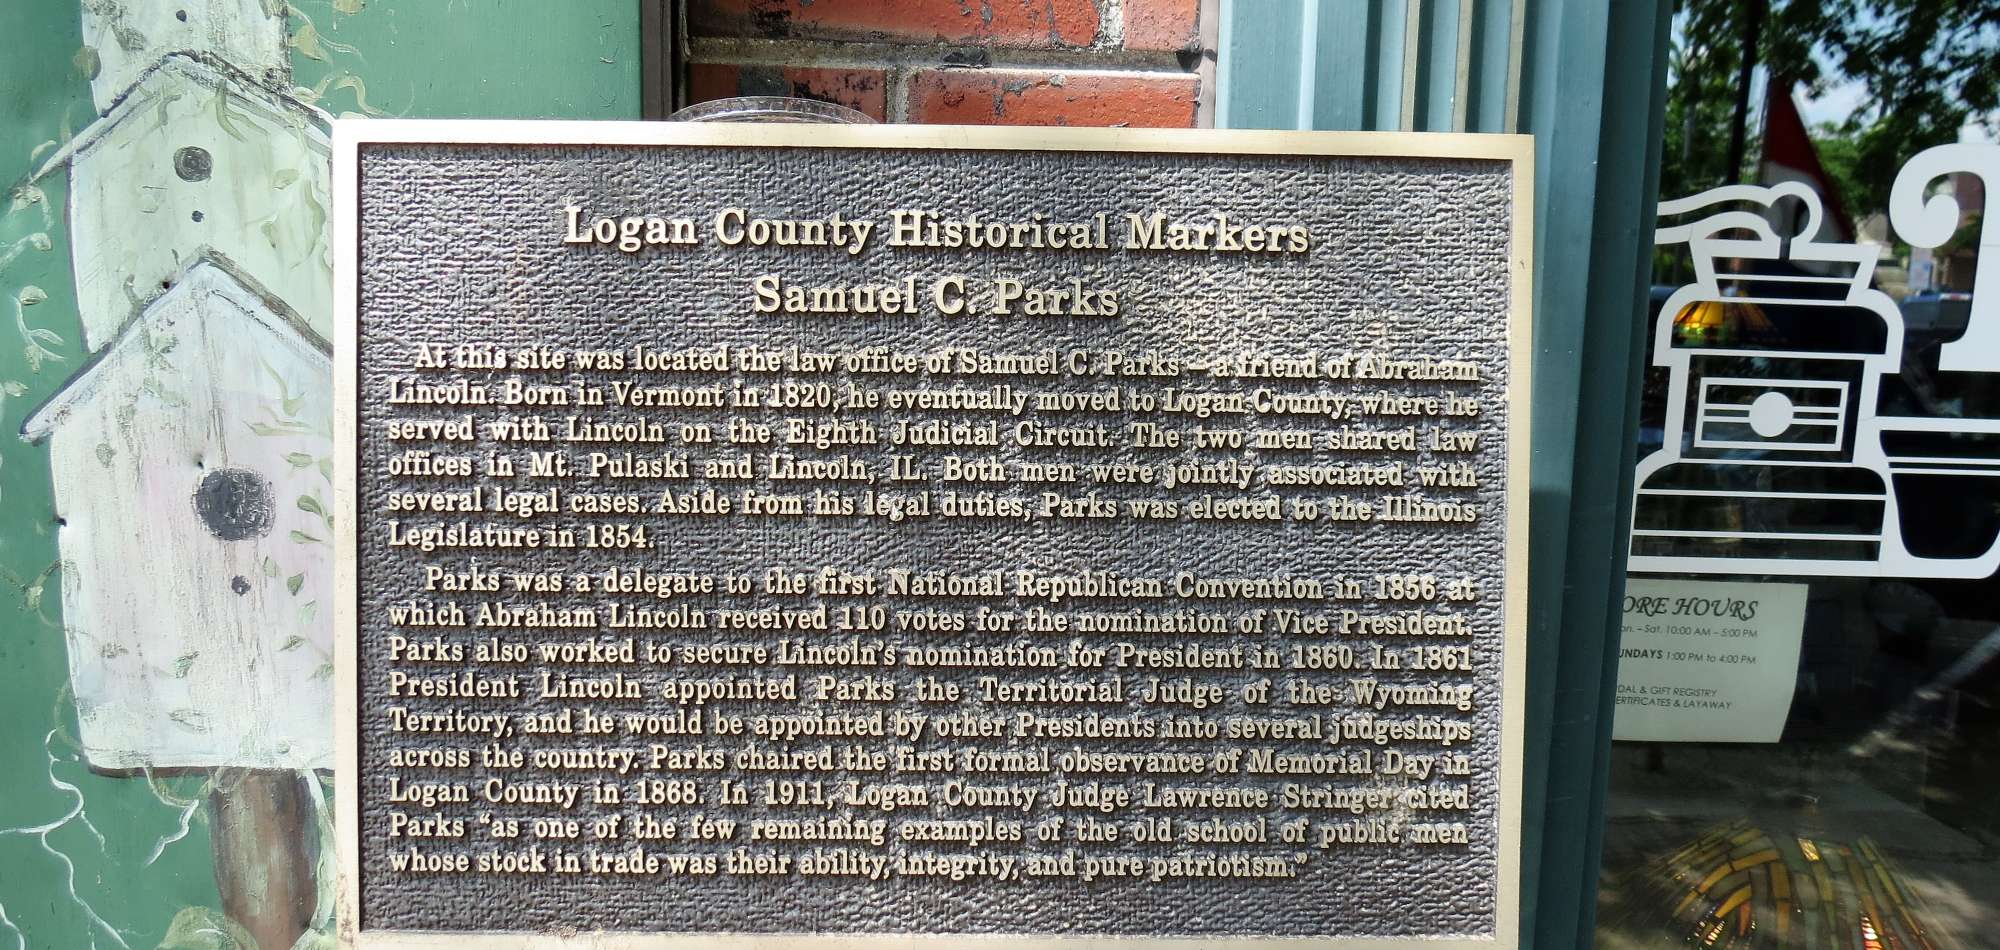 Logan County Historical Markers
Samuel C. Parks
At this site was located the law office of Samuel C. Parks – a friend of Abraham
Lincoln. Born in Vermont in 1820, he eventually moved to Logan County, where he
served with Lincoln on the Eighth Judicial Circuit. The two men shared law
offices in Mt. Pulaski and Lincoln, IL. Both men were jointly associated with
several legal cases. Aside from his legal duties, Parks was elected to the Illinois
Legislature in 1854.
Parks was a delegate to the first National Republican Convention in 1856 at
which Abraham Lincoln received 110 votes for the nomination of Vice President.
Parks also worked to secure Lincoln's nomination for President in 1860. In 1861
President Lincoln appointed Parks the Territorial Judge of the Wyoming
Territory, and he would be appointed by other Presidents into several judgeships
across the country. Parks chaired the first formal observance of Memorial Day in
Logan County in 1868. In 1911, Logan County Judge Lawrence Stringer cited
Parks "as one of the few remaining examples of the old school of public men
whose stock in trade was their ability, integrity, and pure patriotism."
ORE HOURS
on. – Sat. 10:00 AM – 5:00 PM
UNDAYS 1:00 PM to 4:00 PM
DAL & GIFT REGISTRY
ERTIFICATES & LAYAWAY